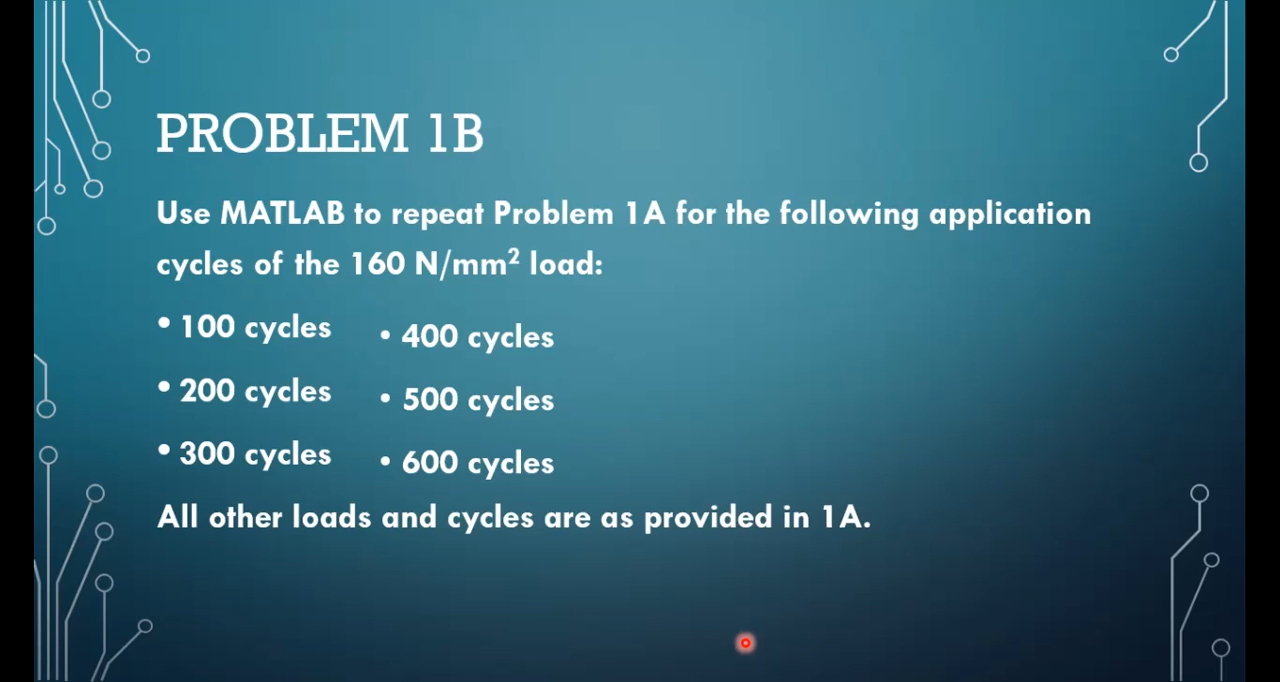 PROBLEM 1B
Use MATLAB to repeat Problem 1A for the following application
cycles of the 160 N/mm² load:
• 100 cycles
• 200 cycles
• 300 cycles
• 400 cycles
• 500 cycles
• 600 cycles
All other loads and cycles are as provided in 1A.